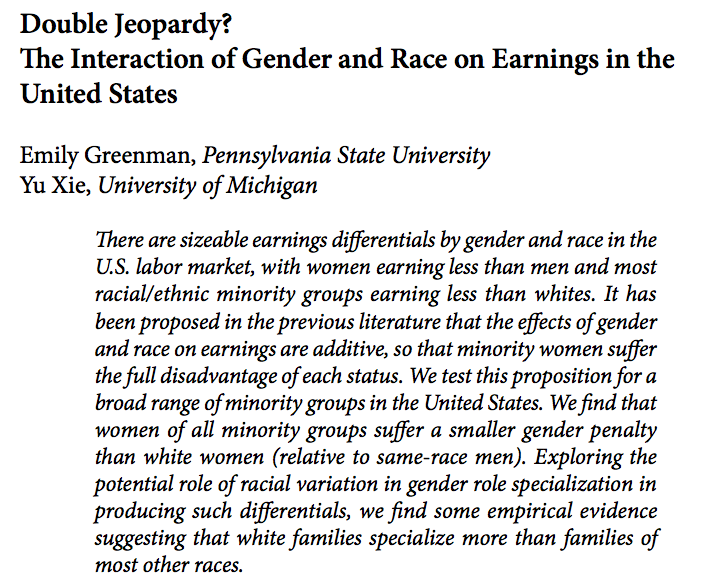 Double Jeopardy?
The Interaction of Gender and Race on Earnings in the
United States
Emily Greenman, Pennsylvania State University
Yu Xie, University of Michigan
There are sizeable earnings differentials by gender and race in the
U.S. labor market, with women earning less than men and most
racial/ethnic minority groups earning less than whites. It has
been proposed in the previous literature that the effects of gender
and race on earnings are additive, so that minority women suffer
the full disadvantage of each status. We test this proposition for a
broad range of minority groups in the United States. We find that
women of all minority groups suffer a smaller gender penalty
than white women (relative to same-race men). Exploring the
potential role of racial variation in gender role specialization in
producing such differentials, we find some empirical evidence
suggesting that white families specialize more than families of
most other races.